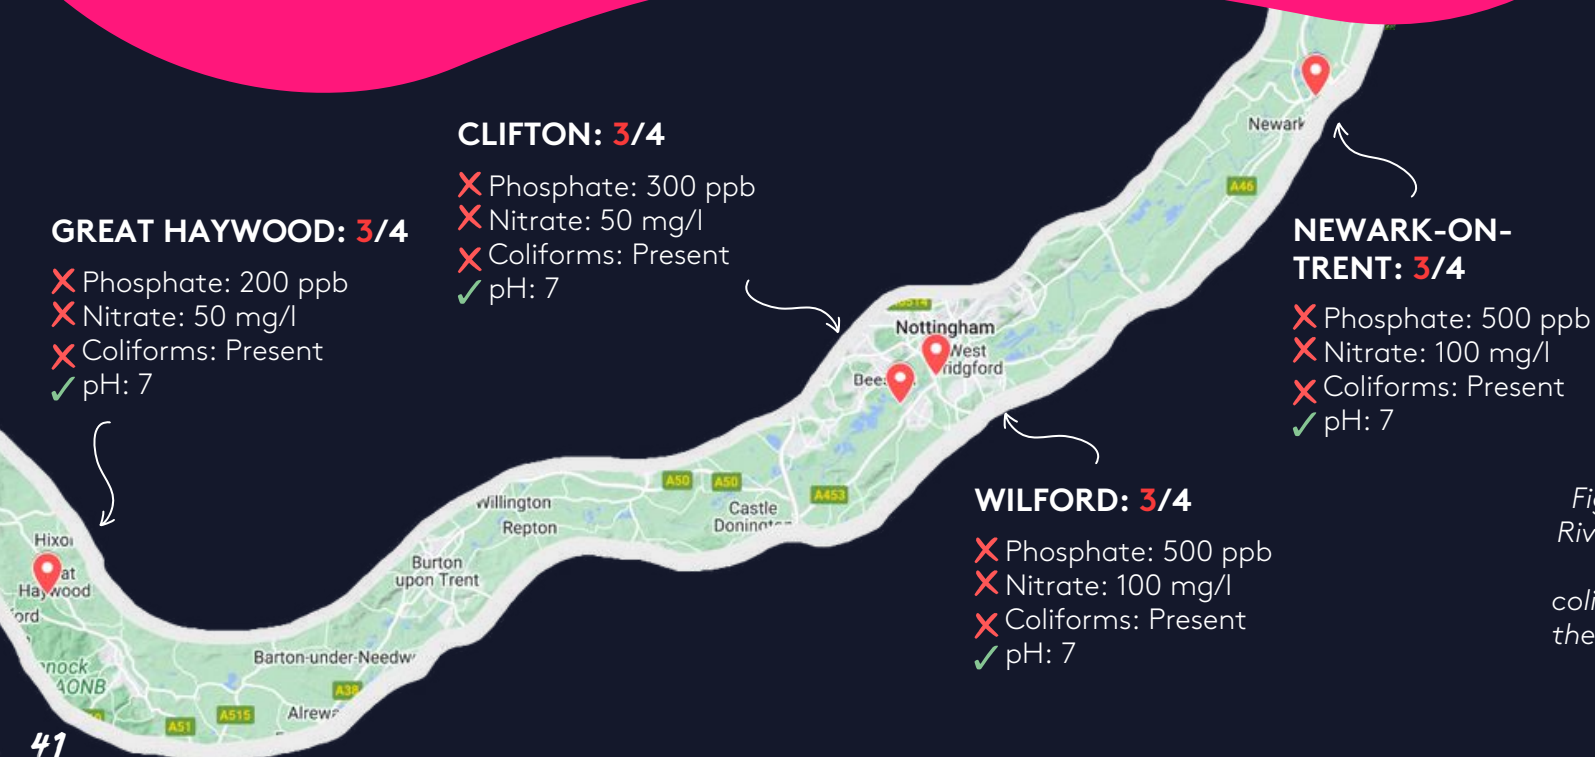 GREAT HAYWOOD: 3/4
Phosphate: 200 ppb
Nitrate: 50 mg/l
Coliforms: Present
pH: 7
CLIFTON: 3/4
Phosphate: 300 ppb
Nitrate: 50 mg/l
Coliforms: Present
pH: 7
NEWARK-ON-
TRENT: 3/4
Phosphate: 500 ppb
Nitrate: 100 mg/l
Coliforms: Present
pH: 7
WILFORD: 3/4
Phosphate: 500 ppb
Nitrate: 100 mg/l
Coliforms: Present
pH: 7
Newark
A46
Nottingham
West
A50
A50
A453
Castle
Willington
Repton
Burton
upon Trent
Barton-under-Needw
A38
A515
A51
the
41